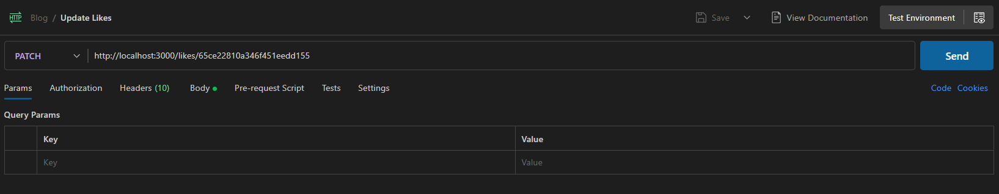 HTTP Blog / Update Likes Save View Documentation Test Environment
PATCH http://localhost:3000/likes/65ce22810a346f451eedd155 Send
Params Authorization Headers (10) Body Pre-request Script Tests Settings Code Cookies
Query Params
Key Value
Key Value